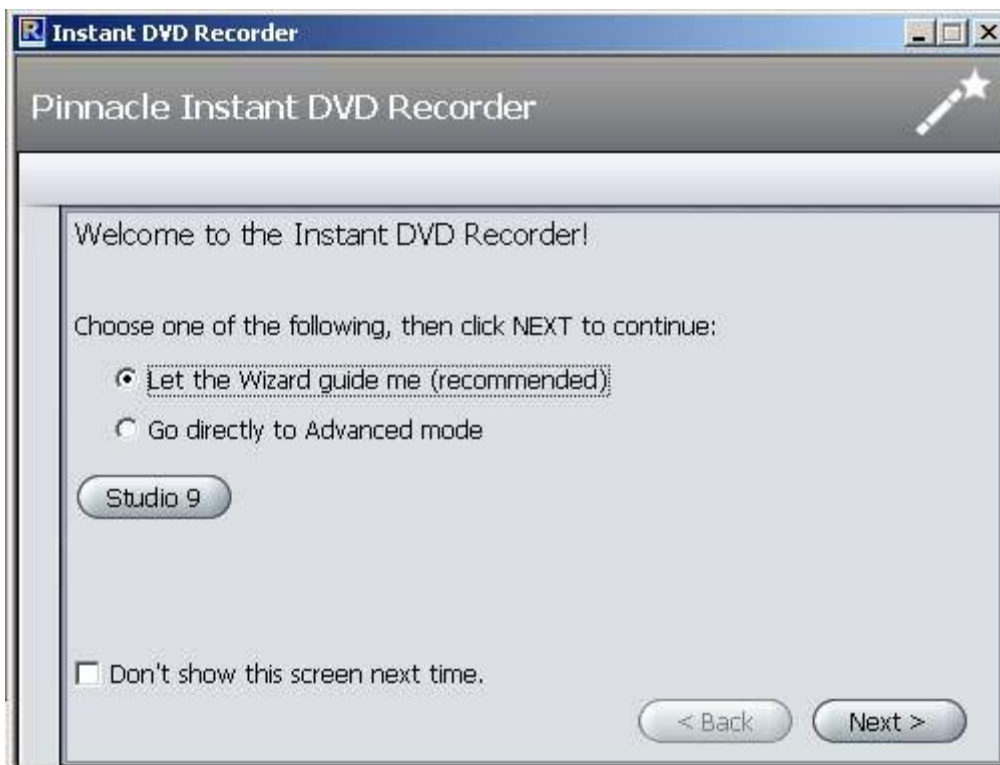 R Instant DVD Recorder
Pinnacle Instant DVD Recorder
Welcome to the Instant DVD Recorder!
Choose one of the following, then click NEXT to continue:
Let the Wizard guide me (recommended)
Go directly to Advanced mode
Studio 9
Don't show this screen next time.
< Back Next >